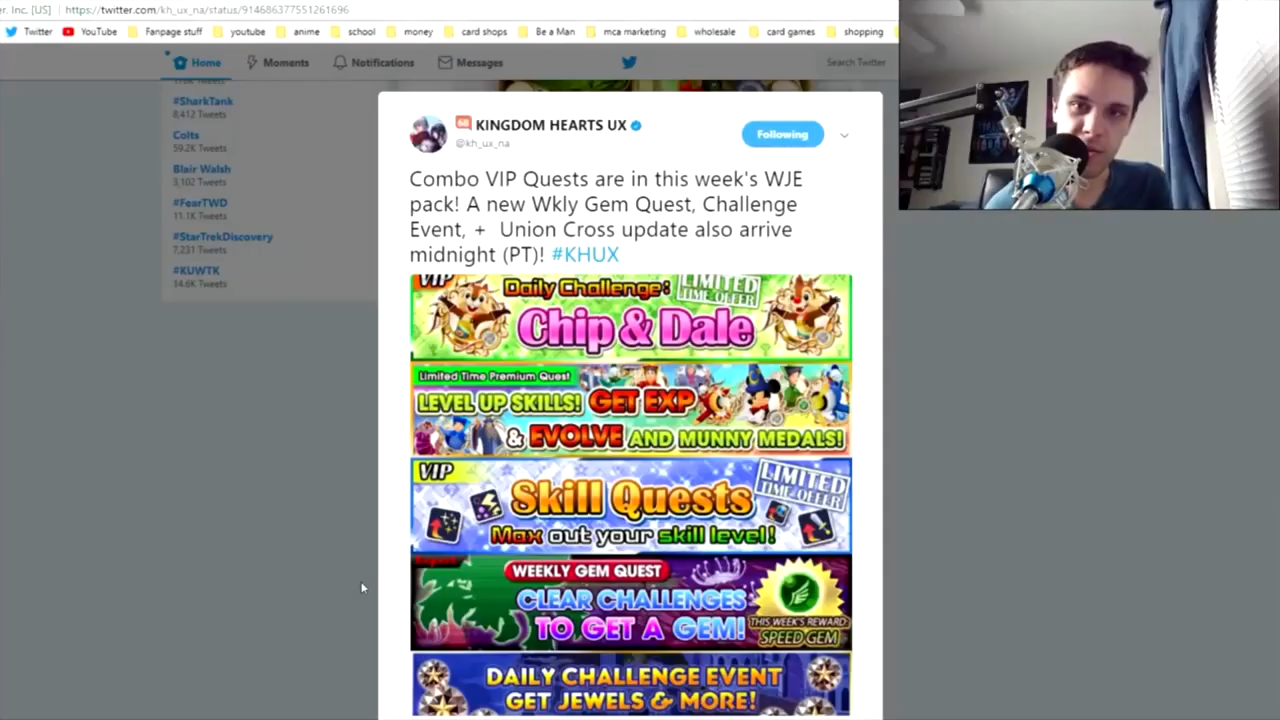 er, Inc. [US] | https://twitter.com/kh_ux_na/status/914686377551261696
Twitter YouTube Fanpage stuff youtube anime school money card shops Be a Man mca marketing wholesale card games shopping
Home Moments Notifications Messages Search Twitter
#SharkTank
8,412 Tweets
Colts
59.2K Tweets
Blair Walsh
3,102 Tweets
#FearTWD
11.1K Tweets
#StarTrekDiscovery
7,231 Tweets
#KUWTK
34.6K Tweets
KINGDOM HEARTS UX
@kh_ux_na
Following
Combo VIP Quests are in this week's WJE
pack! A new Wkly Gem Quest, Challenge
Event, + Union Cross update also arrive
midnight (PT)! #KHUX
VIP Daily Challenge: LIMITED
TIME OFFER
Chip & Dale
Limited Time Premium Quest
LEVEL UP SKILLS! GET EXP
& EVOLVE AND MUNNY MEDALS!
VIP
LIMITED
TIME OFFER
Skill Quests
Max out your skill level!
WEEKLY GEM QUEST
CLEAR CHALLENGES
TO GET A GEM!
THIS WEEK'S REWARD:
SPEED GEM
DAILY CHALLENGE EVENT
GET JEWELS & MORE!